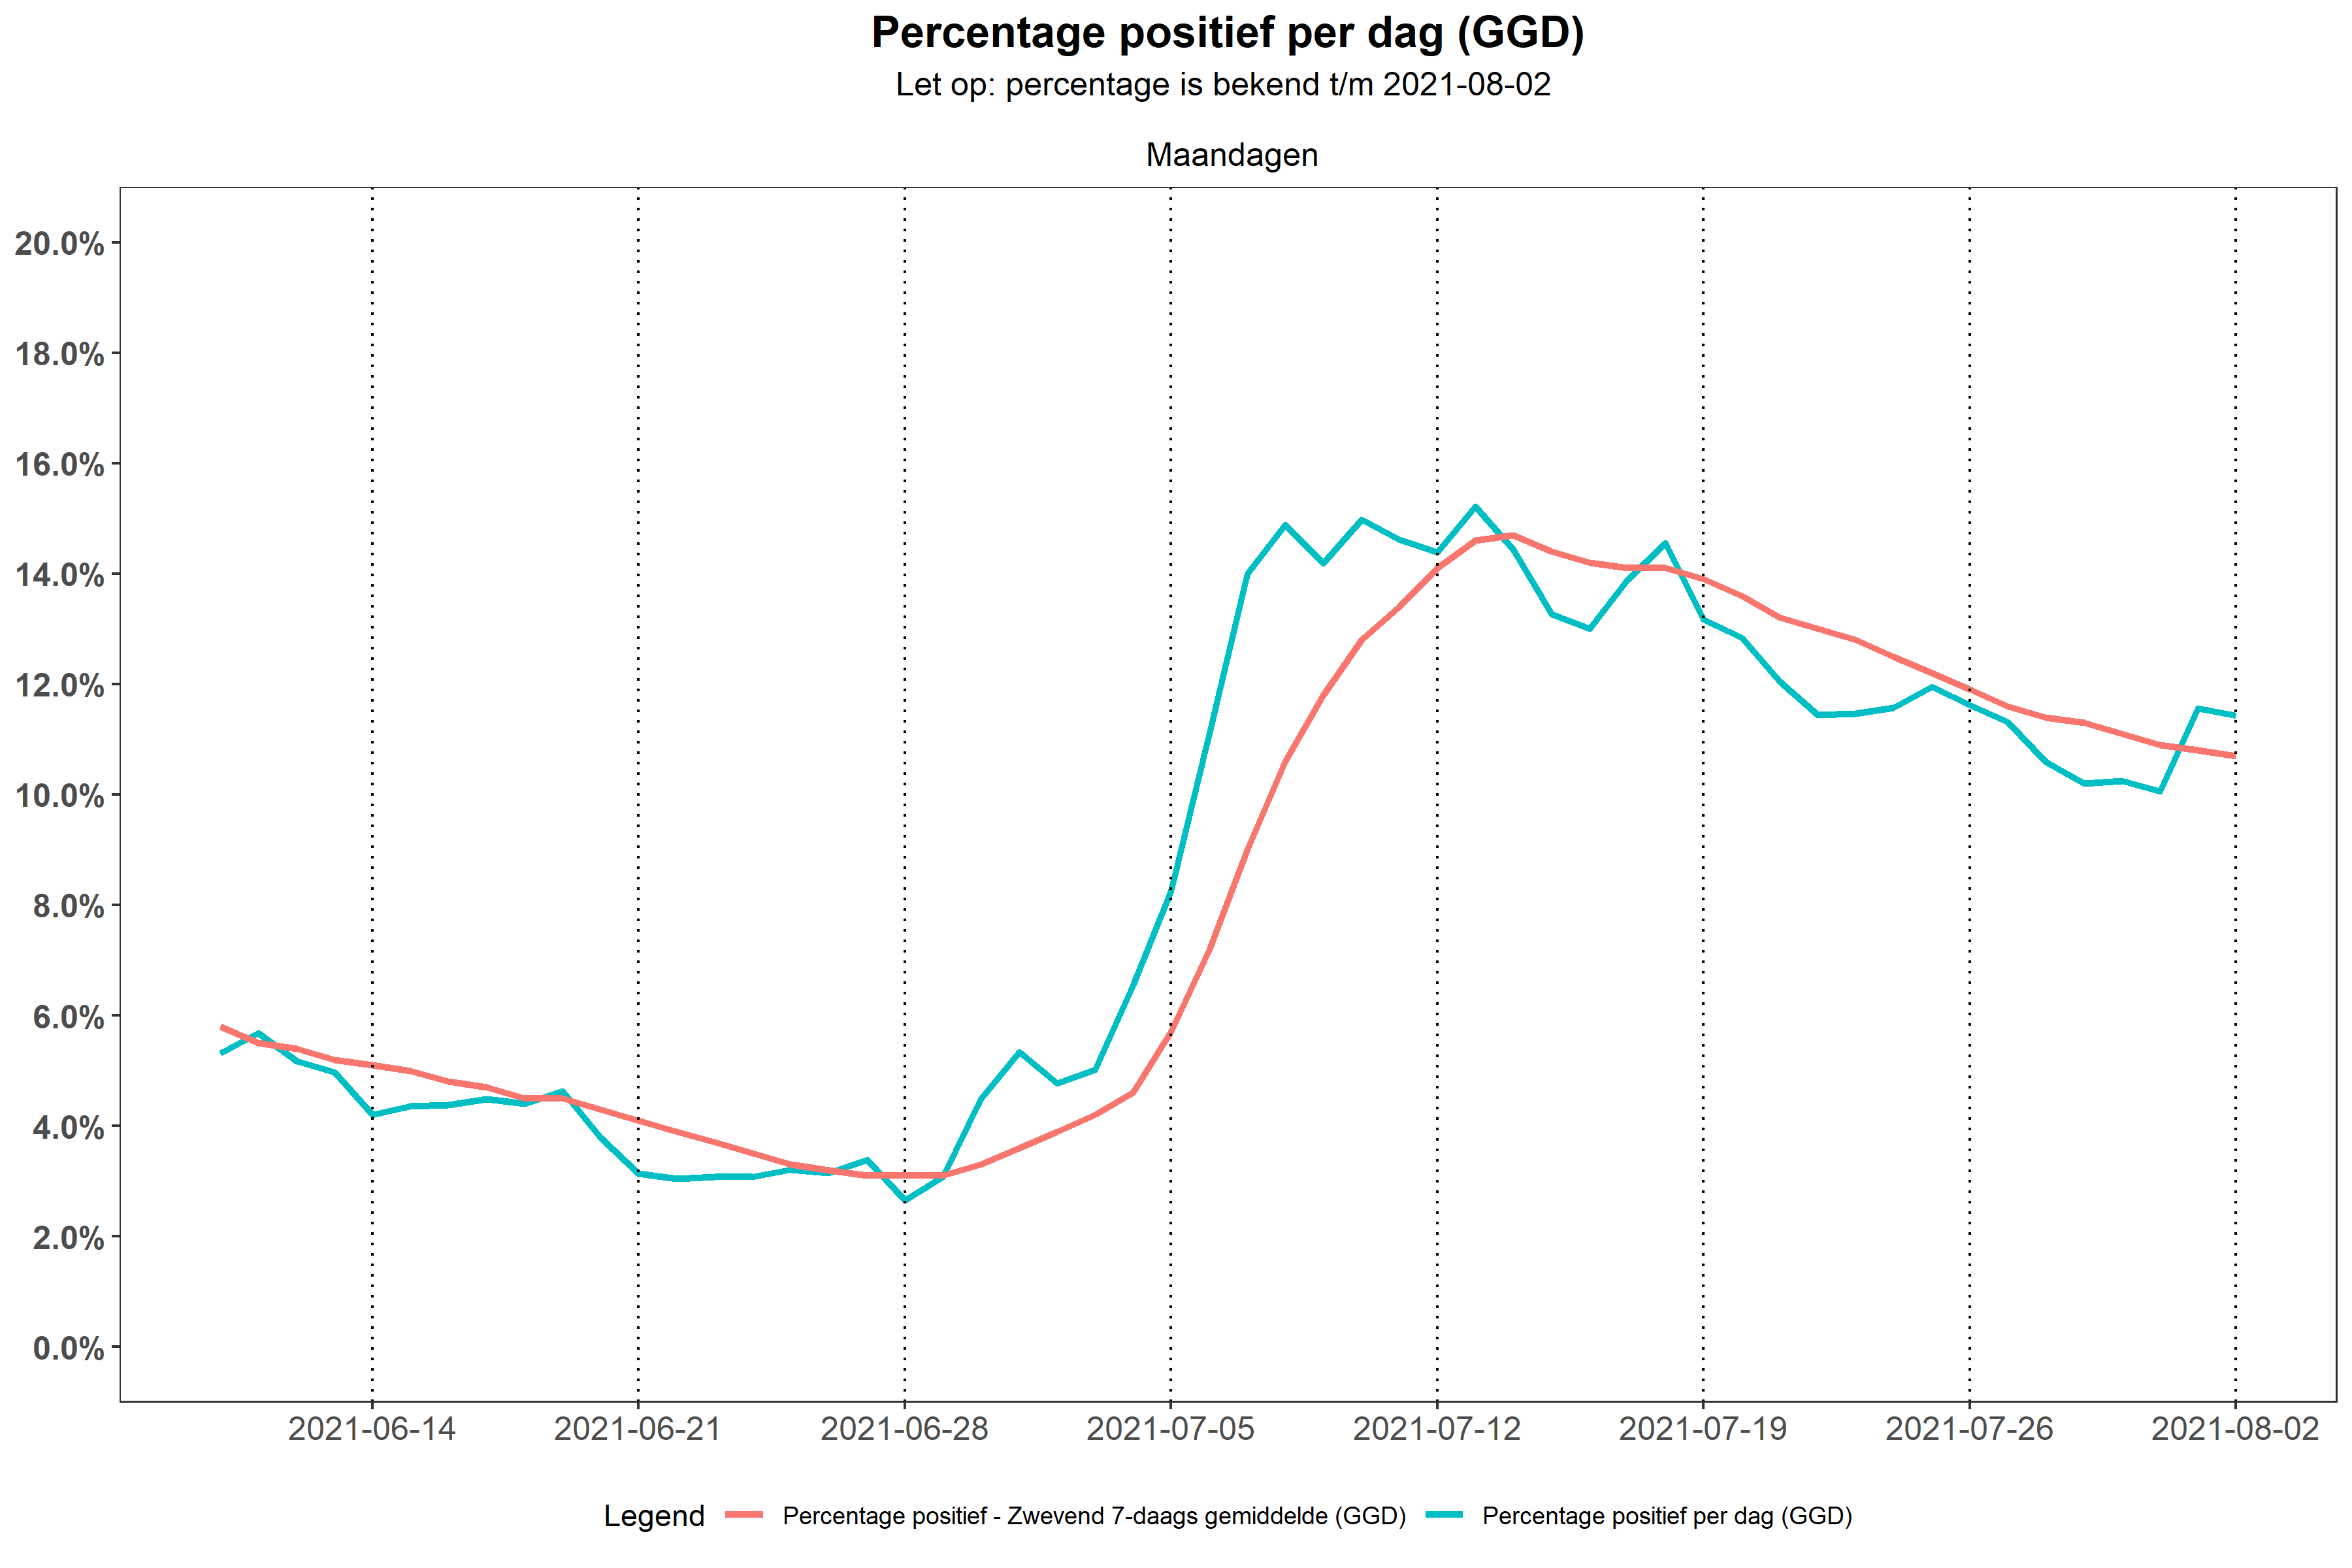 Percentage positief per dag (GGD)
Let op: percentage is bekend t/m 2021-08-02
Maandagen
20.0%
18.0%
16.0%
14.0%
12.0%
10.0%
8.0%
6.0%
4.0%
2.0%
0.0%
2021-06-14 2021-06-21 2021-06-28 2021-07-05 2021-07-12 2021-07-19 2021-07-26 2021-08-02
Legend Percentage positief - Zwevend 7-daags gemiddelde (GGD) Percentage positief per dag (GGD)